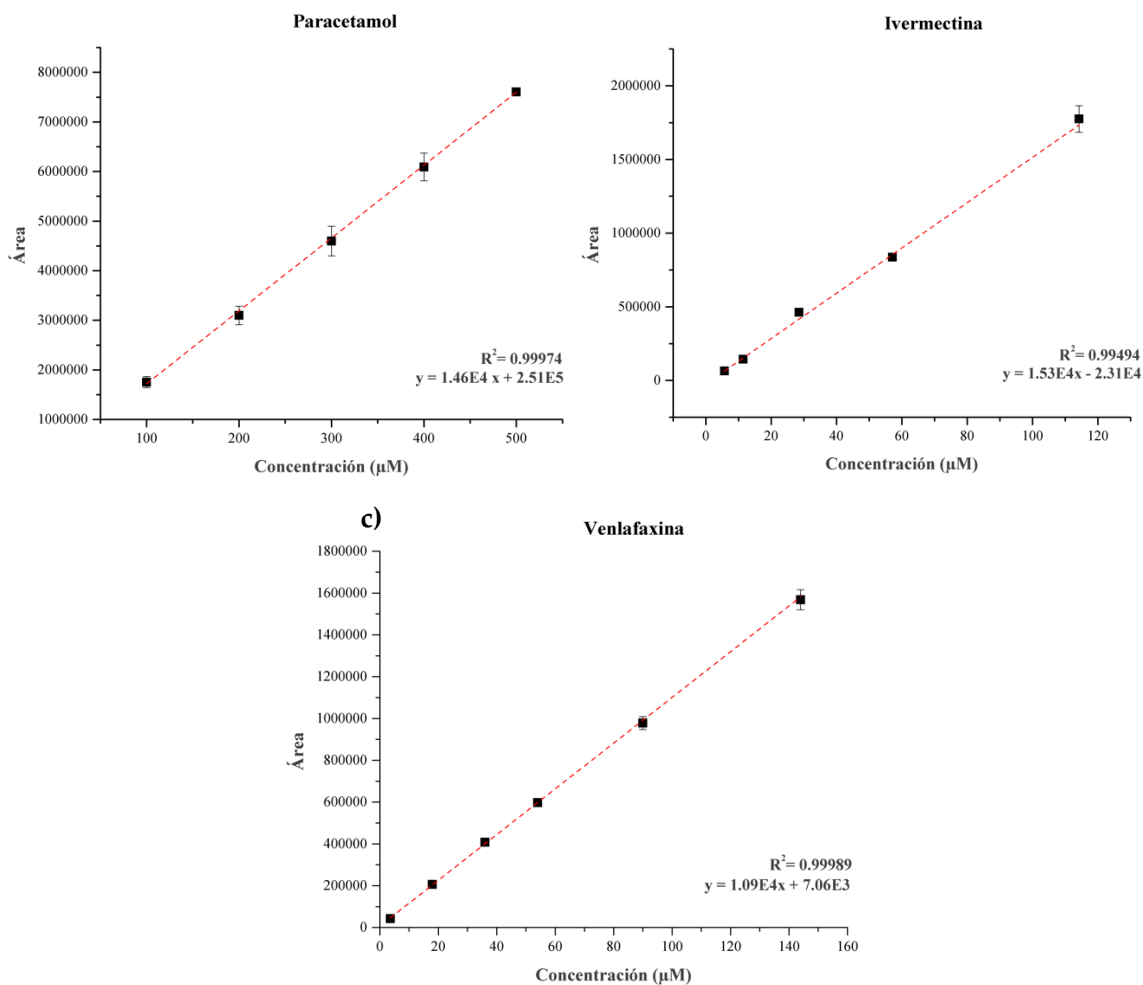 Paracetamol
8000000
7000000
6000000
5000000
4000000
3000000
2000000
1000000
Área
R²= 0.99974
y = 1.46E4 x + 2.51E5
100 200 300 400 500
Concentración (µM)
Ivermectina
2000000
1500000
1000000
500000
0
Área
R²= 0.99494
y = 1.53E4x - 2.31E4
0 20 40 60 80 100 120
Concentración (µM)
c)
Venlafaxina
1800000
1600000
1400000
1200000
1000000
800000
600000
400000
200000
0
Área
R²= 0.99989
y = 1.09E4x + 7.06E3
0 20 40 60 80 100 120 140 160
Concentración (µM)